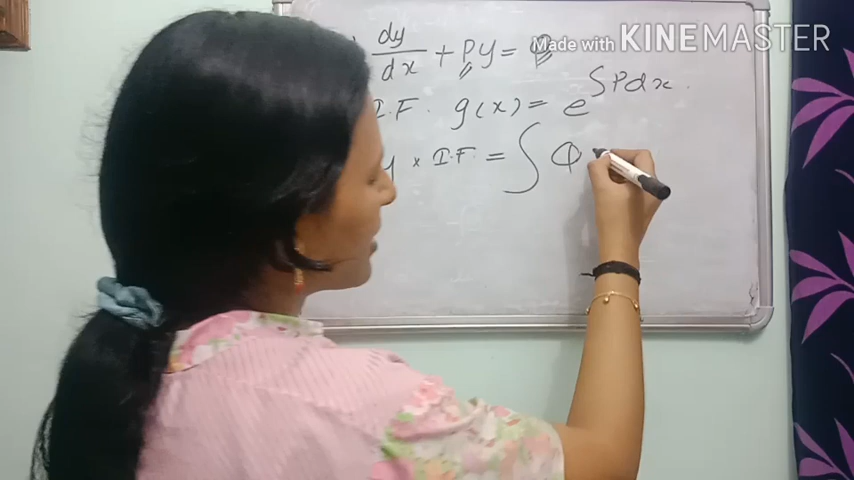 Made with KINEMASTER
dy/dx + Py = Q
I.F. g(x) = e^∫Pdx.
y × I.F. = ∫ Q